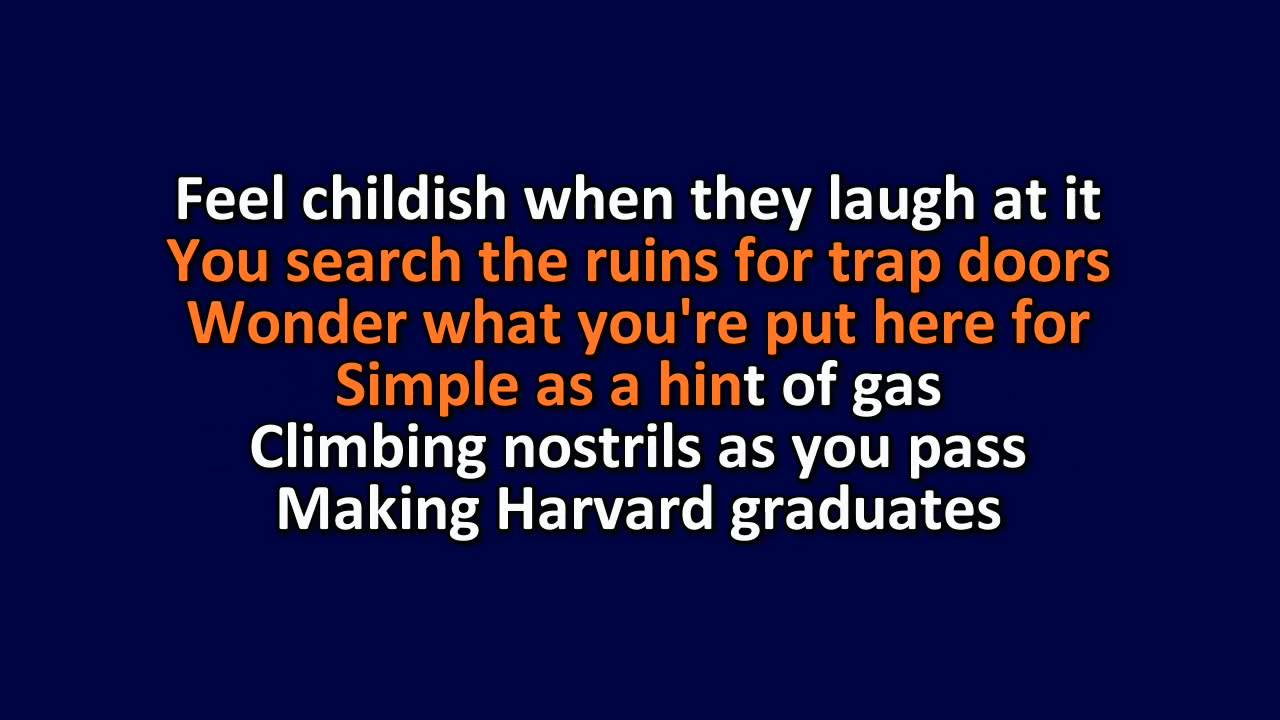 Feel childish when they laugh at it
You search the ruins for trap doors
Wonder what you're put here for
Simple as a hint of gas
Climbing nostrils as you pass
Making Harvard graduates